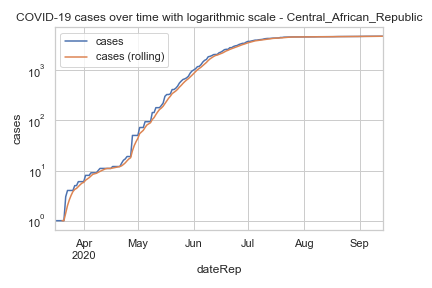 COVID-19 cases over time with logarithmic scale - Central_African_Republic
cases
cases (rolling)
10³
10²
10¹
10⁰
cases
Apr
2020
May
Jun
Jul
Aug
Sep
dateRep